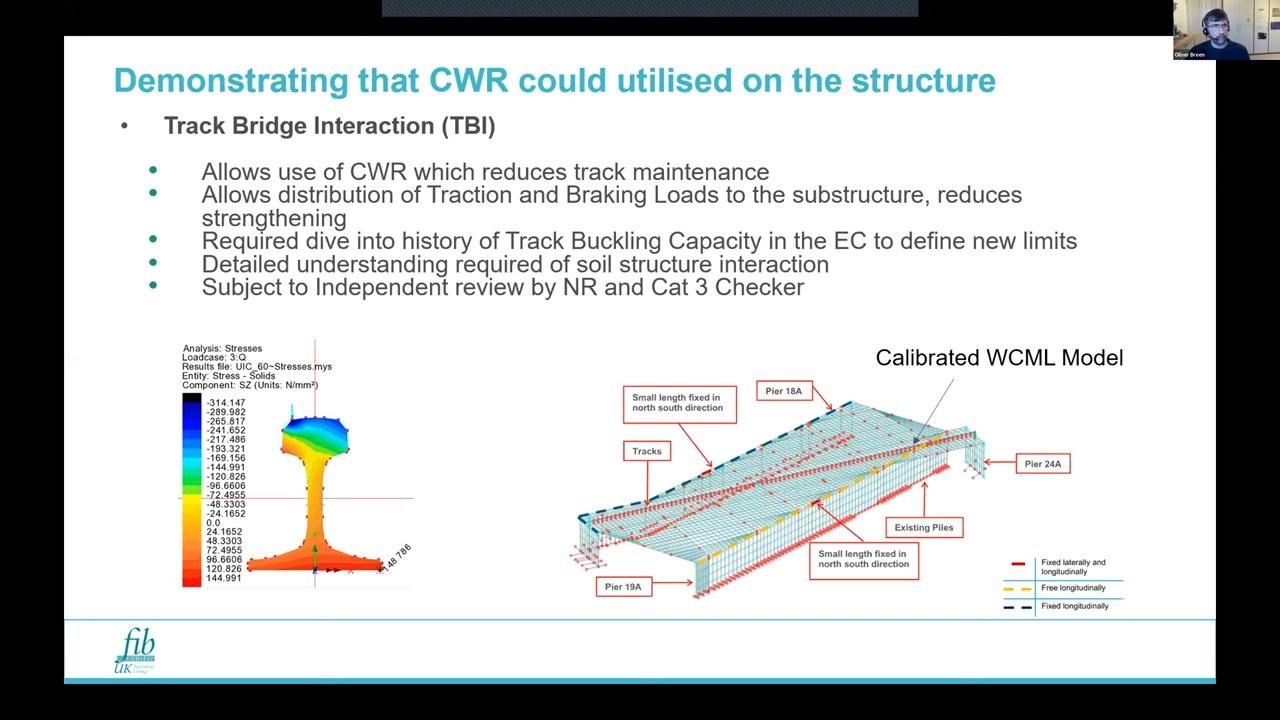 Oliver Breen
Demonstrating that CWR could utilised on the structure
• Track Bridge Interaction (TBI)
• Allows use of CWR which reduces track maintenance
• Allows distribution of Traction and Braking Loads to the substructure, reduces
strengthening
• Required dive into history of Track Buckling Capacity in the EC to define new limits
• Detailed understanding required of soil structure interaction
• Subject to Independent review by NR and Cat 3 Checker
Analysis: Stresses
Loadcase: 3:Q
Results file: UIC_60~Stresses.mys
Entity: Stress - Solids
Component: SZ (Units: N/mm²)
-314.147
-289.982
-265.817
-241.652
-217.486
-193.321
-169.156
-144.991
-120.826
-96.6606
-72.4955
-48.3303
-24.1652
0.0
24.1652
48.3303
72.4955
96.6606
120.826
144.991
148.786
Calibrated WCML Model
Small length fixed in
north south direction
Pier 18A
Tracks
Pier 24A
Existing Piles
Small length fixed in
north south direction
Pier 19A
Fixed laterally and
longitudinally
Free longitudinally
Fixed longitudinally
fib
UK National
Group